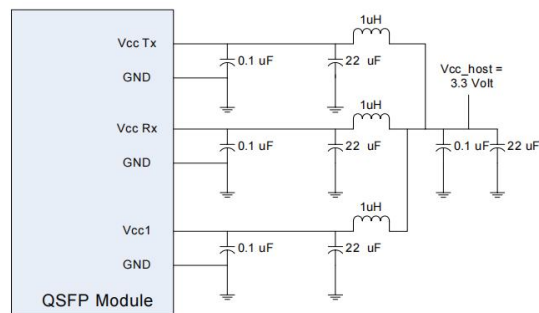 1uH
Vcc Tx
0.1 uF
22 uF
GND
Vcc_host =
3.3 Volt
1uH
Vcc Rx
0.1 uF
22 uF
0.1 uF
22 uF
GND
1uH
Vcc1
0.1 uF
22 uF
GND
QSFP Module